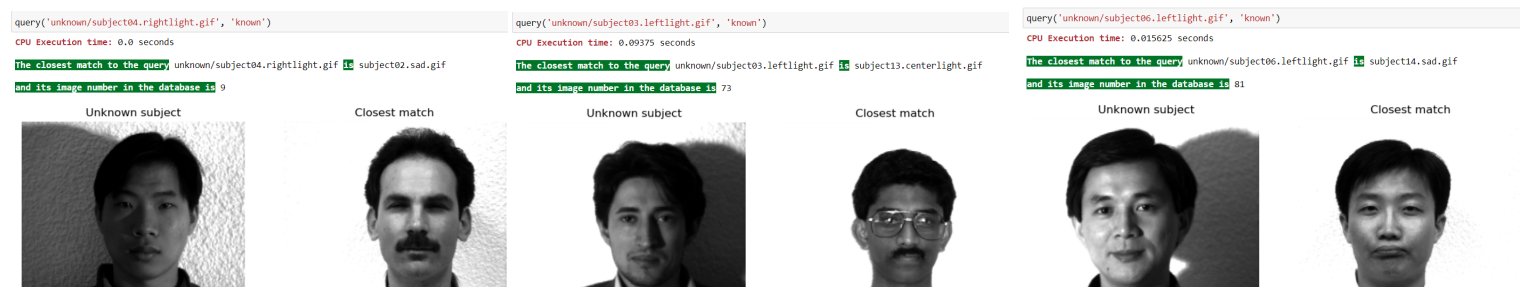 query('unknown/subject04.rightlight.gif', 'known')
CPU Execution time: 0.0 seconds
The closest match to the query unknown/subject04.rightlight.gif is subject02.sad.gif
and its image number in the database is 9
Unknown subject
Closest match
query('unknown/subject03.leftlight.gif', 'known')
CPU Execution time: 0.09375 seconds
The closest match to the query unknown/subject03.leftlight.gif is subject13.centerlight.gif
and its image number in the database is 73
Unknown subject
Closest match
query('unknown/subject06.leftlight.gif', 'known')
CPU Execution time: 0.015625 seconds
The closest match to the query unknown/subject06.leftlight.gif is subject14.sad.gif
and its image number in the database is 81
Unknown subject
Closest match